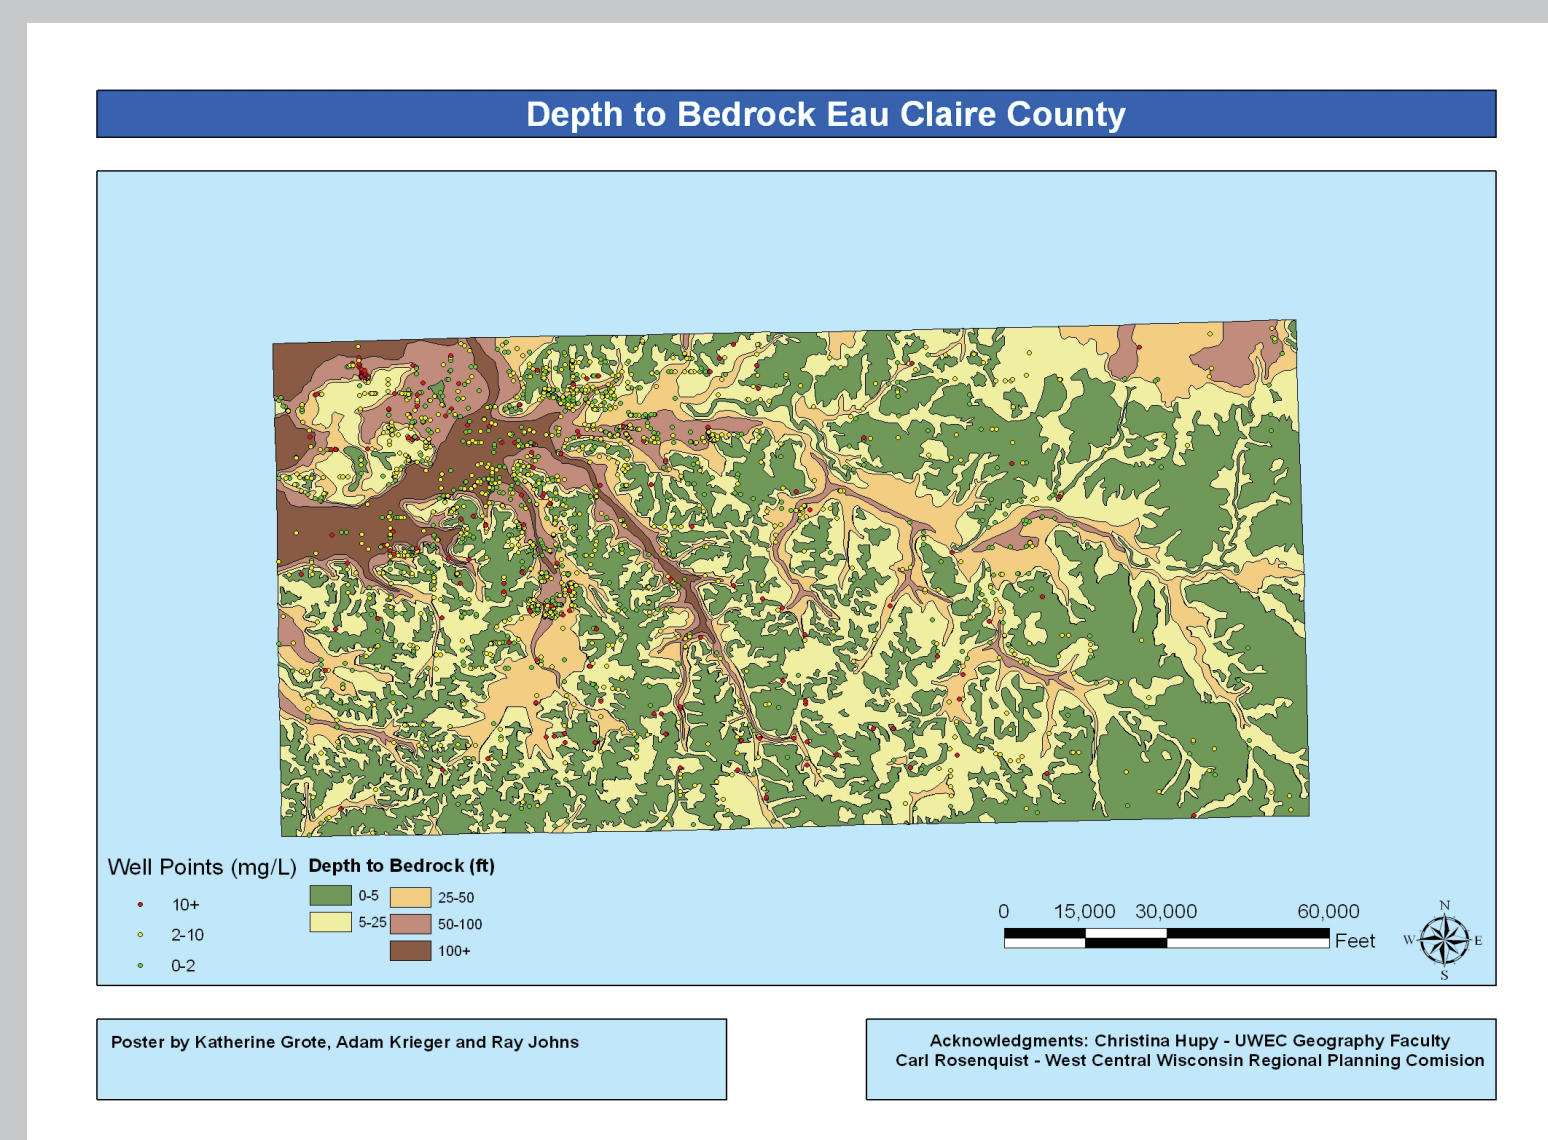 Depth to Bedrock Eau Claire County
Well Points (mg/L)
10+
2-10
0-2
Depth to Bedrock (ft)
0-5
5-25
25-50
50-100
100+
0 15,000 30,000 60,000
Feet
N
W E
S
Poster by Katherine Grote, Adam Krieger and Ray Johns
Acknowledgments: Christina Hupy - UWEC Geography Faculty
Carl Rosenquist - West Central Wisconsin Regional Planning Comision